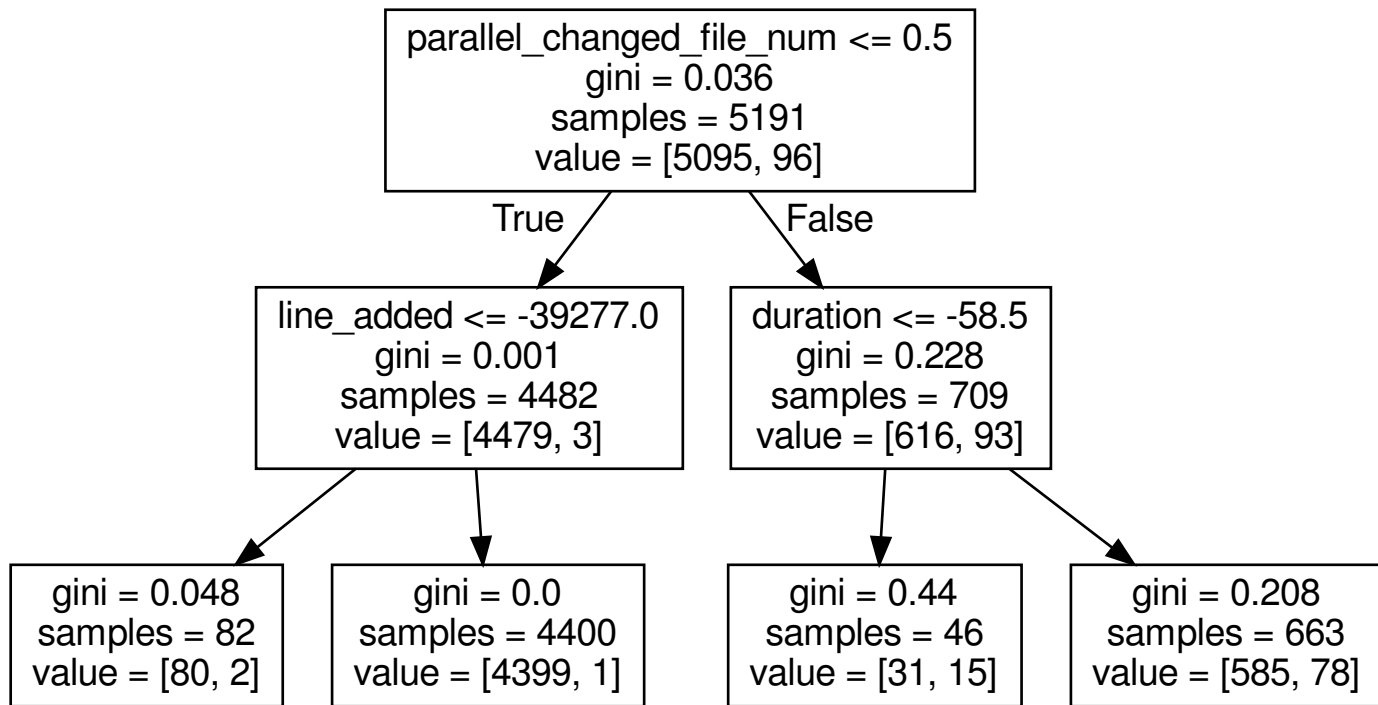 parallel_changed_file_num <= 0.5
gini = 0.036
samples = 5191
value = [5095, 96]
True
False
line_added <= -39277.0
gini = 0.001
samples = 4482
value = [4479, 3]
duration <= -58.5
gini = 0.228
samples = 709
value = [616, 93]
gini = 0.048
samples = 82
value = [80, 2]
gini = 0.0
samples = 4400
value = [4399, 1]
gini = 0.44
samples = 46
value = [31, 15]
gini = 0.208
samples = 663
value = [585, 78]